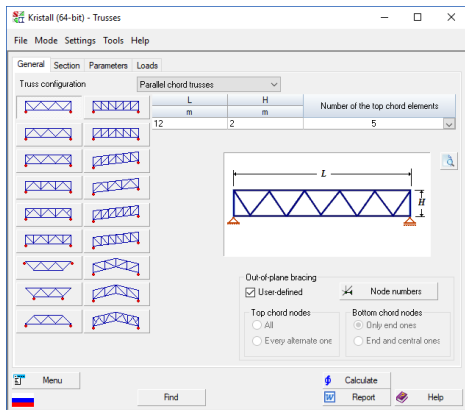 Kristall (64-bit) - Trusses
File Mode Settings Tools Help
General Section Parameters Loads
Truss configuration
Parallel chord trusses
L H Number of the top chord elements
m m
12 2 5
L
H
Out-of-plane bracing
User-defined
Node numbers
Top chord nodes
All
Every alternate one
Bottom chord nodes
Only end ones
End and central ones
Menu
Find
Calculate
Report
Help